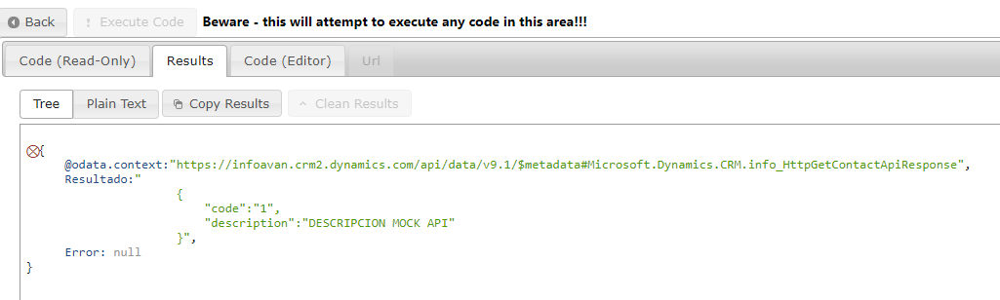 Back
Execute Code
Beware - this will attempt to execute any code in this area!!!
Code (Read-Only)
Results
Code (Editor)
Url
Tree
Plain Text
Copy Results
Clean Results
{
@odata.context:"https://infoavan.crm2.dynamics.com/api/data/v9.1/$metadata#Microsoft.Dynamics.CRM.info_HttpGetContactApiResponse",
Resultado:"
{
"code":"1",
"description":"DESCRIPCION MOCK API"
}",
Error: null
}